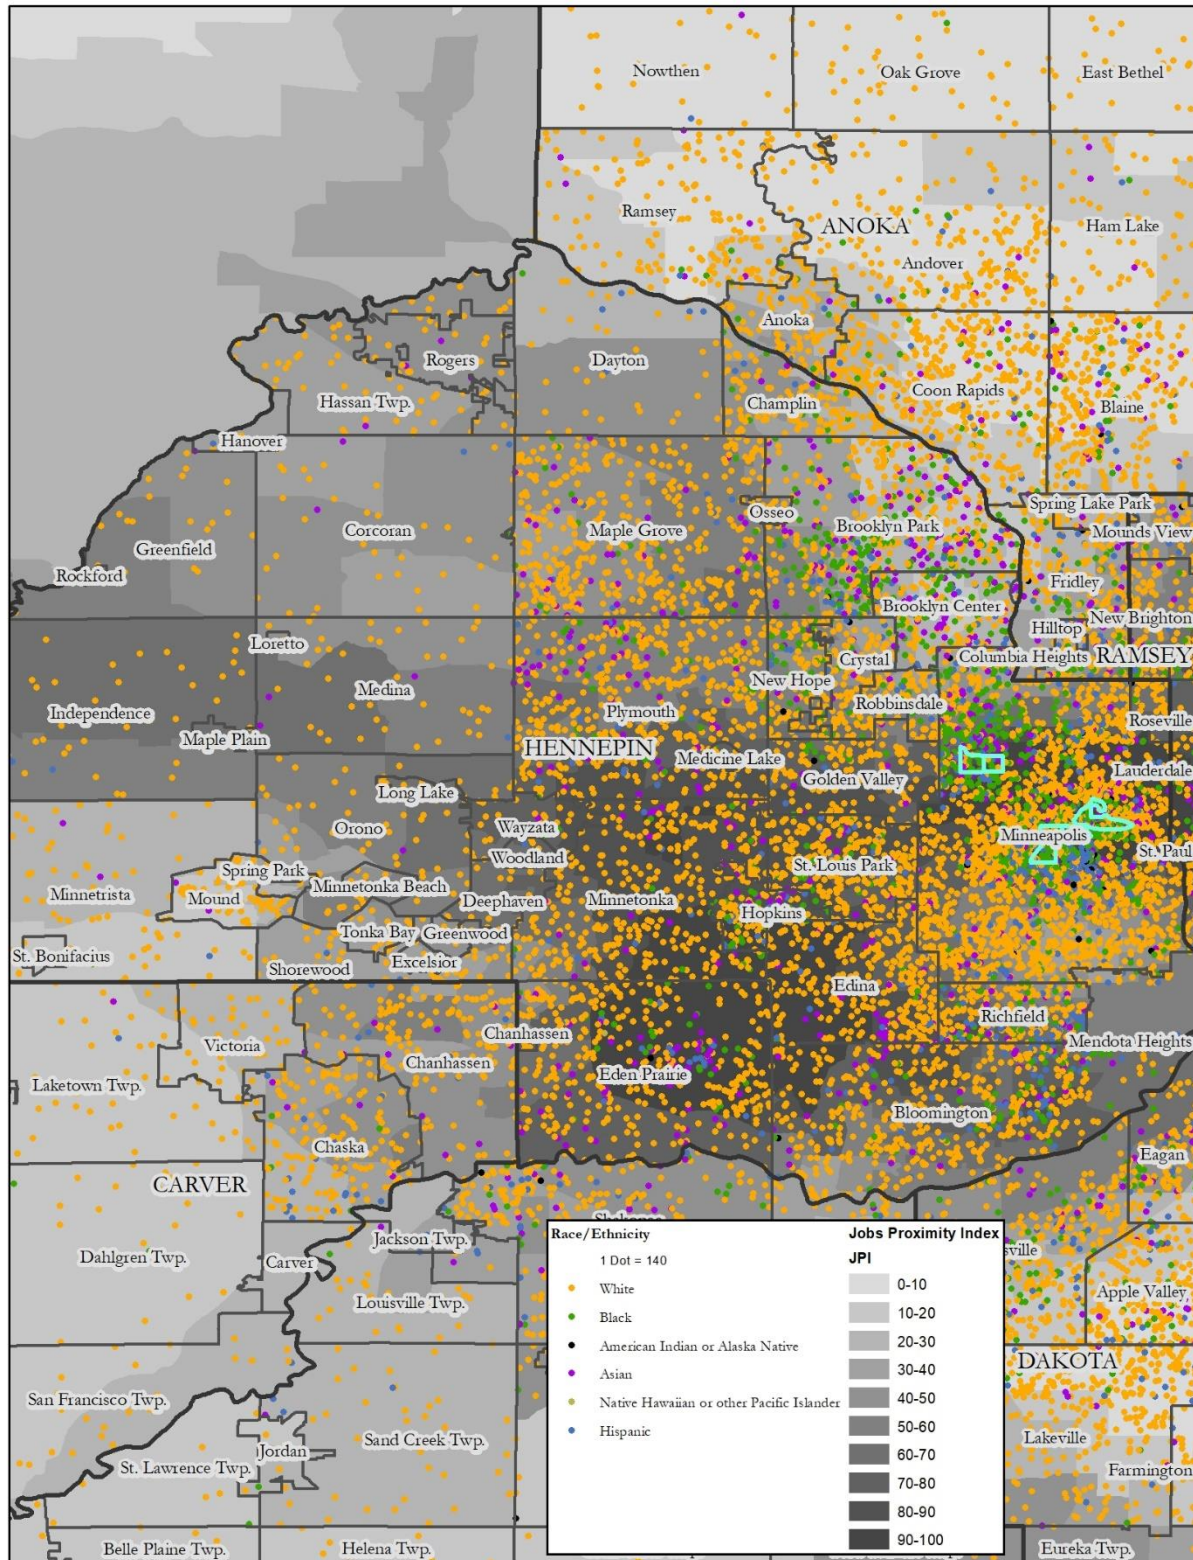 Nowthen
Oak Grove
East Bethel
Ramsey
ANOKA
Ham Lake
Andover
Anoka
Rogers
Dayton
Hassan Twp.
Champlin
Coon Rapids
Blaine
Hanover
Spring Lake Park
Osseo
Maple Grove
Brooklyn Park
Mounds View
Corcoran
Greenfield
Rockford
Fridley
Brooklyn Center
New Brighton
Hilltop
Loretto
Crystal
Columbia Heights
RAMSEY
New Hope
Medina
Robbinsdale
Independence
Plymouth
Roseville
Maple Plain
HENNEPIN
Medicine Lake
Lauderdale
Golden Valley
Long Lake
Orono
Wayzata
Minneapolis
St. Paul
Woodland
St. Louis Park
Spring Park
Minnetonka Beach
Minnetrista
Mound
Deephaven
Minnetonka
Hopkins
Tonka Bay
Greenwood
St. Bonifacius
Excelsior
Shorewood
Edina
Richfield
Victoria
Chanhassen
Chanhassen
Mendota Heights
Laketown Twp.
Eden Prairie
Bloomington
Chaska
Eagan
CARVER
Jackson Twp.
Dahlgren Twp.
Carver
Louisville Twp.
sville
Apple Valley
DAKOTA
San Francisco Twp.
Jordan
Sand Creek Twp.
Lakeville
St. Lawrence Twp.
Farmington
Belle Plaine Twp.
Helena Twp.
Eureka Twp.
Race/Ethnicity
1 Dot = 140
White
Black
American Indian or Alaska Native
Asian
Native Hawaiian or other Pacific Islander
Hispanic
Jobs Proximity Index
JPI
0-10
10-20
20-30
30-40
40-50
50-60
60-70
70-80
80-90
90-100